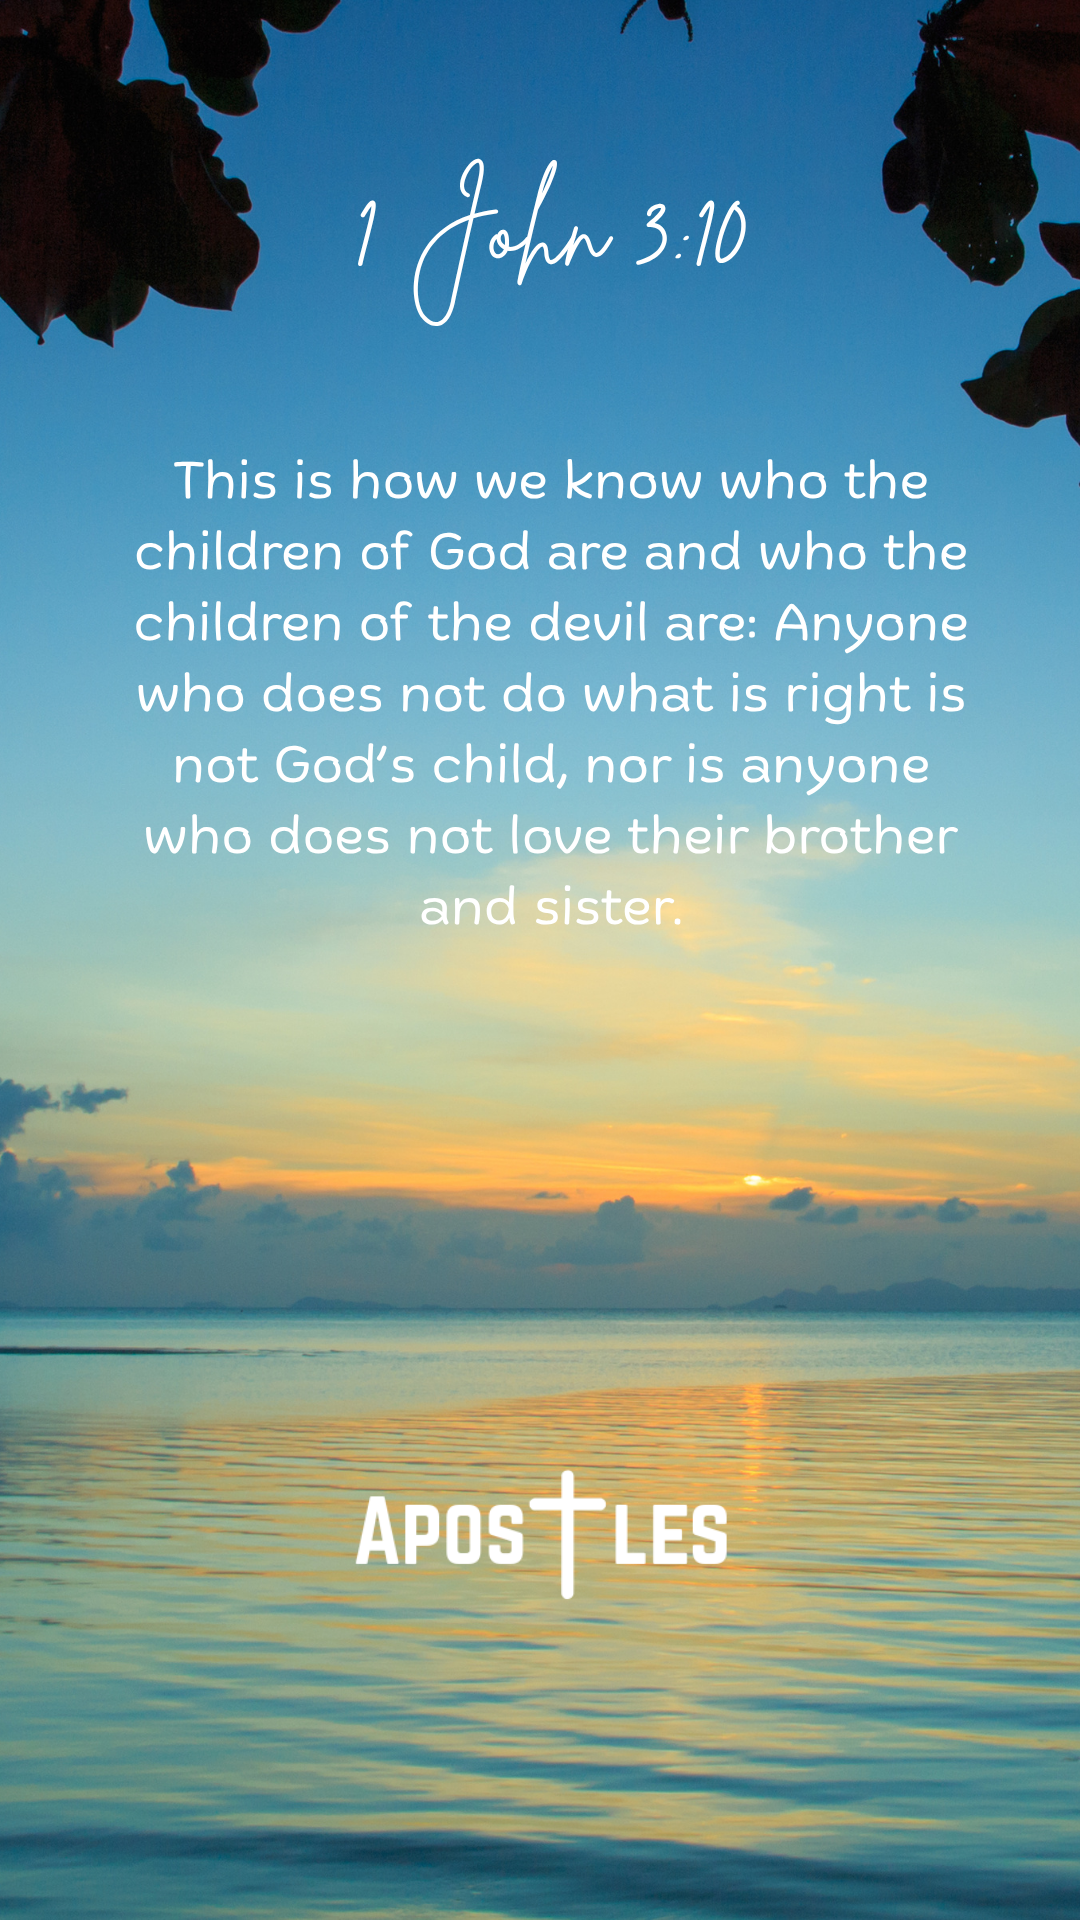 1 John 3:10
This is how we know who the
children of God are and who the
children of the devil are: Anyone
who does not do what is right is
not God's child, nor is anyone
who does not love their brother
and sister.
APOSTLES